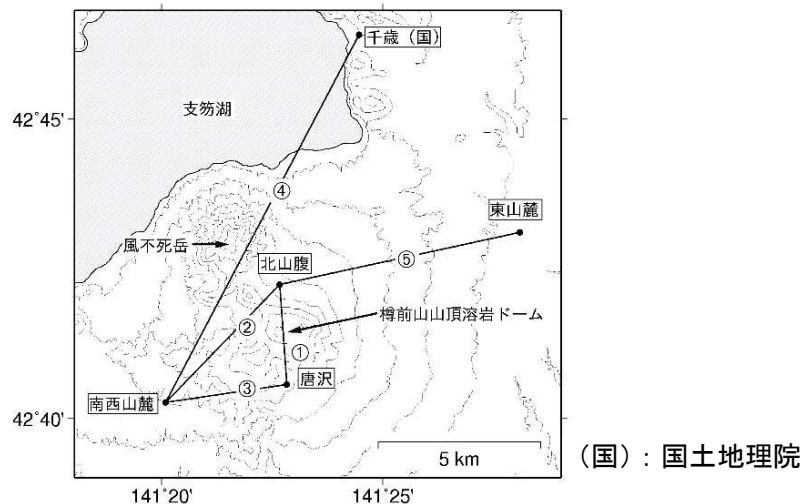 千歳（国）
42°45'
支笏湖
④
東山麓
風不死岳
北山腹
⑤
樽前山山頂溶岩ドーム
②
①
③
唐沢
南西山麓
42°40'
5 km
（国）：国土地理院
141°20'
141°25'